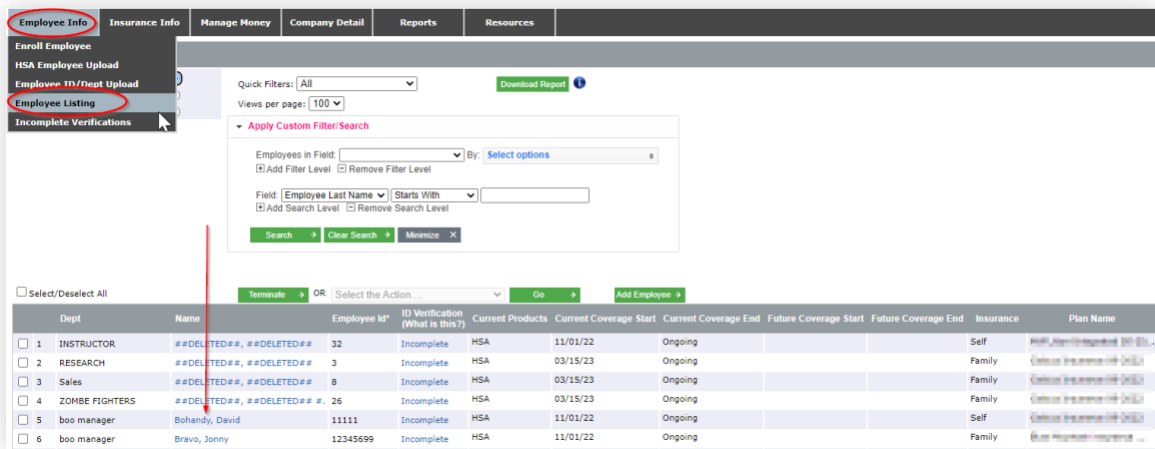 Employee Info Insurance Info Manage Money Company Detail Reports Resources
Enroll Employee
HSA Employee Upload
Employee ID/Dept Upload
Employee Listing
Incomplete Verifications
Quick Filters: All
Download Report
Views per page: 100
Apply Custom Filter/Search
Employees in Field: By: Select options
Add Filter Level Remove Filter Level
Field: Employee Last Name Starts With
Add Search Level Remove Search Level
Search Clear Search Minimize X
Select/Deselect All Terminate OR Select the Action.... Go Add Employee
Dept Name Employee Id* ID Verification (What is this?) Current Products Current Coverage Start Current Coverage End Future Coverage Start Future Coverage End Insurance Plan Name
1 INSTRUCTOR ##DELETED##, ##DELETED## 32 Incomplete HSA 11/01/22 Ongoing Self
2 RESEARCH ##DELETED##, ##DELETED## 3 Incomplete HSA 03/15/23 Ongoing Family
3 Sales ##DELETED##, ##DELETED## 8 Incomplete HSA 03/15/23 Ongoing Family
4 ZOMBE FIGHTERS ##DELETED##, ##DELETED## #. 26 Incomplete HSA 03/15/23 Ongoing Family
5 boo manager Bohandy, David 11111 Incomplete HSA 11/01/22 Ongoing Self
6 boo manager Bravo, Jonny 12345699 Incomplete HSA 11/01/22 Ongoing Family